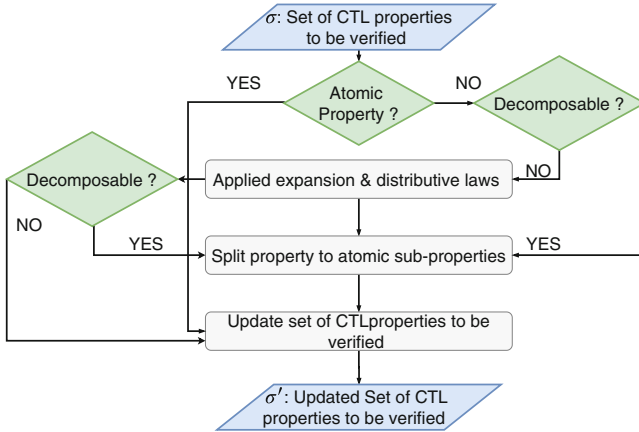 σ: Set of CTL properties
to be verified
YES
Atomic
Property ?
NO
Decomposable ?
Decomposable ?
Applied expansion & distributive laws
NO
NO
YES
Split property to atomic sub-properties
YES
Update set of CTLproperties to be
verified
σ′: Updated Set of CTL
properties to be verified